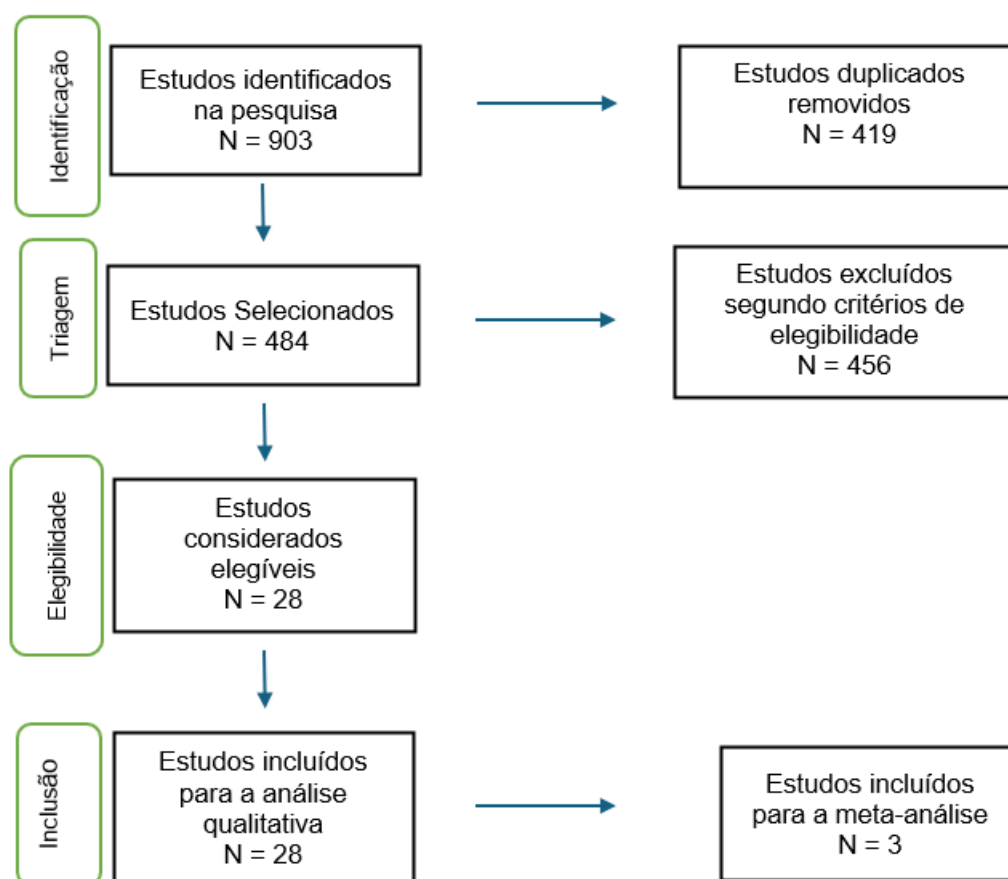 Identificação
Estudos identificados
na pesquisa
N = 903
Estudos duplicados
removidos
N = 419
Triagem
Estudos Selecionados
N = 484
Estudos excluídos
segundo critérios de
elegibilidade
N = 456
Elegibilidade
Estudos
considerados
elegíveis
N = 28
Inclusão
Estudos incluídos
para a análise
qualitativa
N = 28
Estudos incluídos
para a meta-análise
N = 3